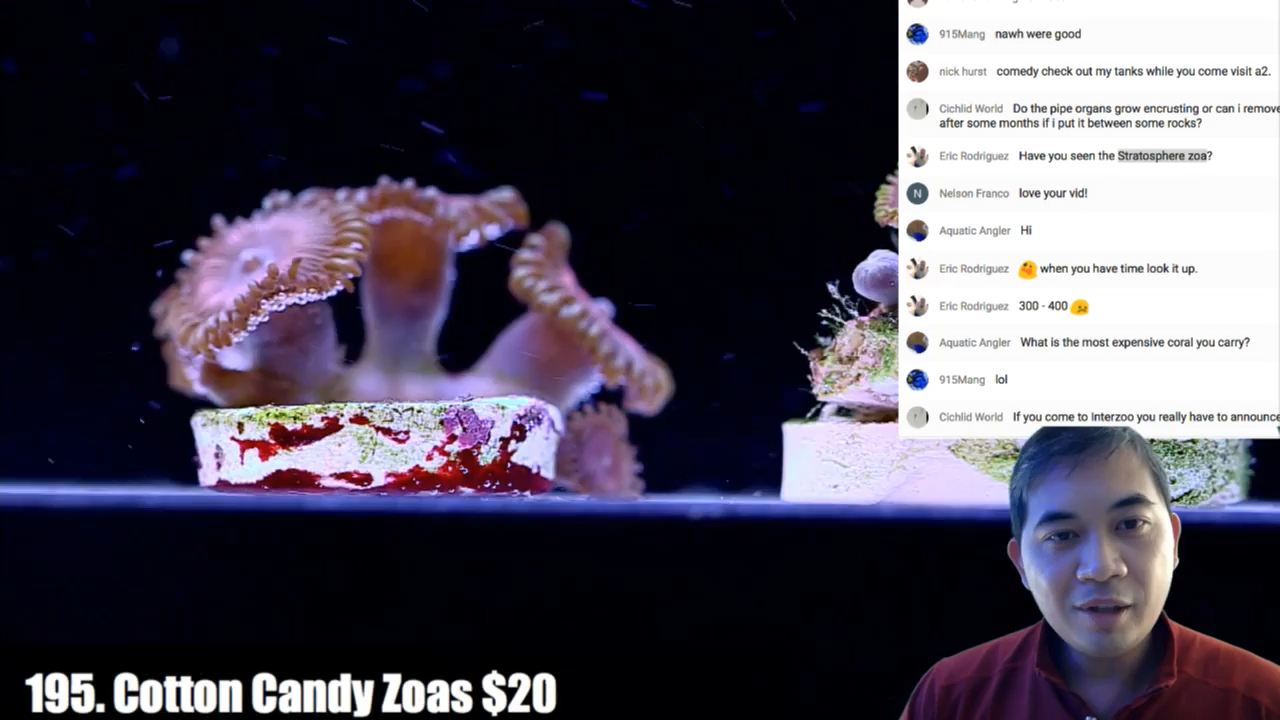 915Mang nawh were good
nick hurst comedy check out my tanks while you come visit a2.
Cichlid World Do the pipe organs grow encrusting or can i remove
after some months if i put it between some rocks?
Eric Rodriguez Have you seen the Stratosphere zoa?
N Nelson Franco love your vid!
Aquatic Angler Hi
Eric Rodriguez when you have time look it up.
Eric Rodriguez 300 - 400
Aquatic Angler What is the most expensive coral you carry?
915Mang lol
Cichlid World If you come to Interzoo you really have to
195. Cotton Candy Zoas $20